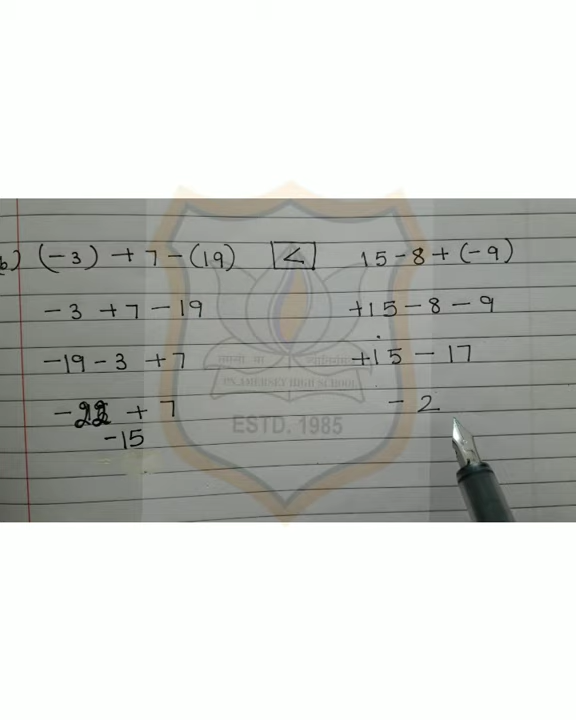 b) (-3) + 7 - (19) < 15 - 8 + (-9)
-3 + 7 - 19 +15 - 8 - 9
-19 - 3 + 7 +15 - 17
-22 + 7 - 2
-15
ESTD. 1985